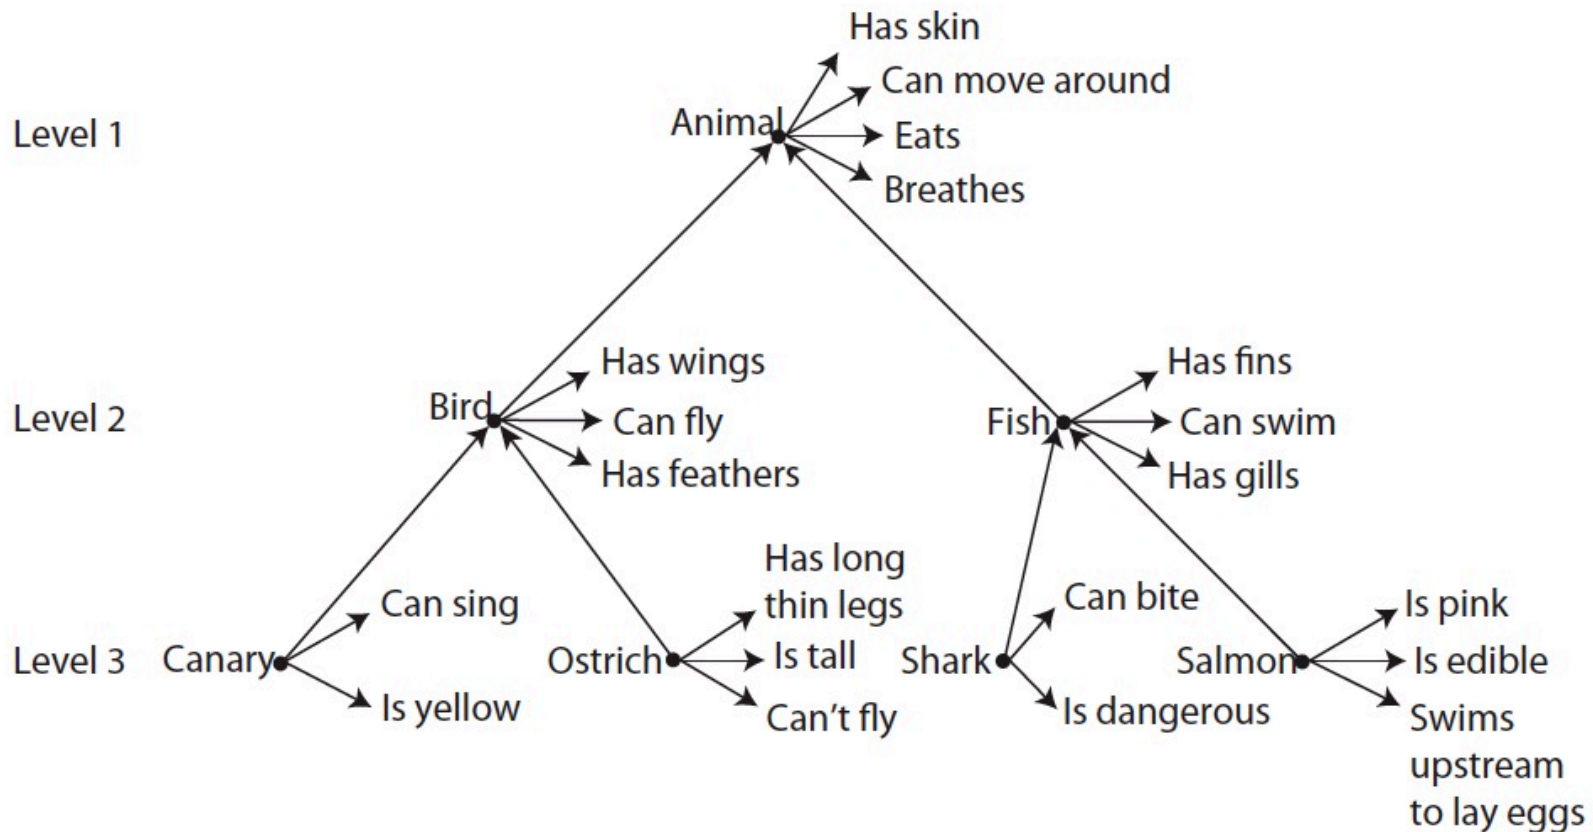 Has skin
Can move around
Level 1
Animal
Eats
Breathes
Has wings
Has fins
Level 2
Bird
Can fly
Fish
Can swim
Has feathers
Has gills
Has long
thin legs
Can sing
Can bite
Is pink
Level 3
Canary
Ostrich
Is tall
Shark
Salmon
Is edible
Is yellow
Can't fly
Is dangerous
Swims
upstream
to lay eggs